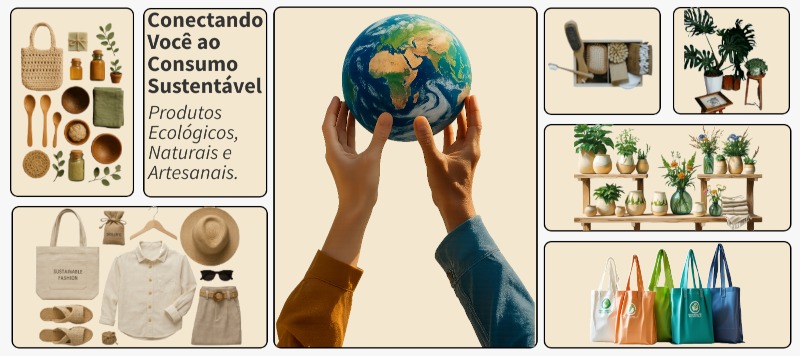 Conectando
Você ao
Consumo
Sustentável
Produtos
Ecológicos,
Naturais e
Artesanais.
SUSTAINABLE
FASHION